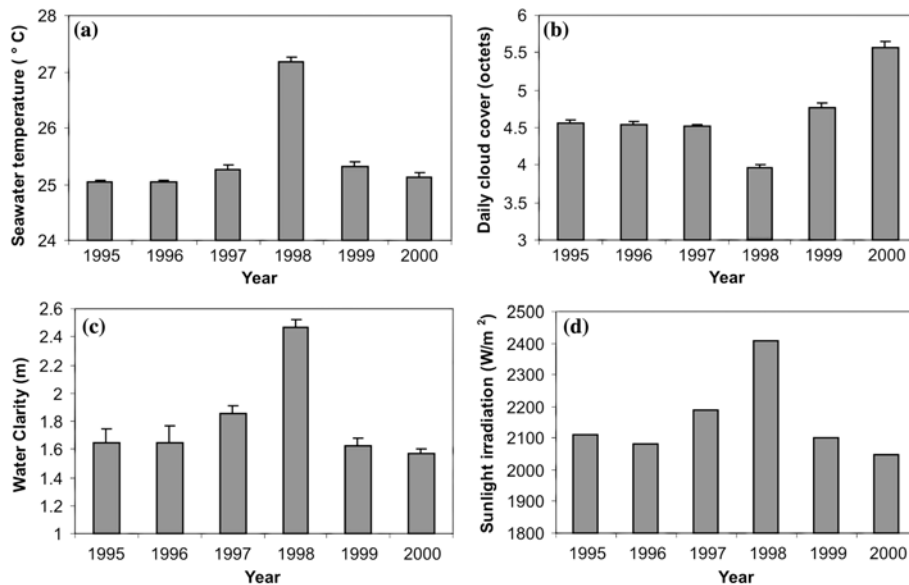 (a)
Seawater temperature ( ° C)
28
27
26
25
24
1995 1996 1997 1998 1999 2000
Year
(b)
Daily cloud cover (octets)
6
5.5
5
4.5
4
3.5
3
1995 1996 1997 1998 1999 2000
Year
(c)
Water Clarity (m)
2.6
2.4
2.2
2
1.8
1.6
1.4
1.2
1
1995 1996 1997 1998 1999 2000
Year
(d)
Sunlight irradiation (W/m ²)
2500
2400
2300
2200
2100
2000
1900
1800
1995 1996 1997 1998 1999 2000
Year